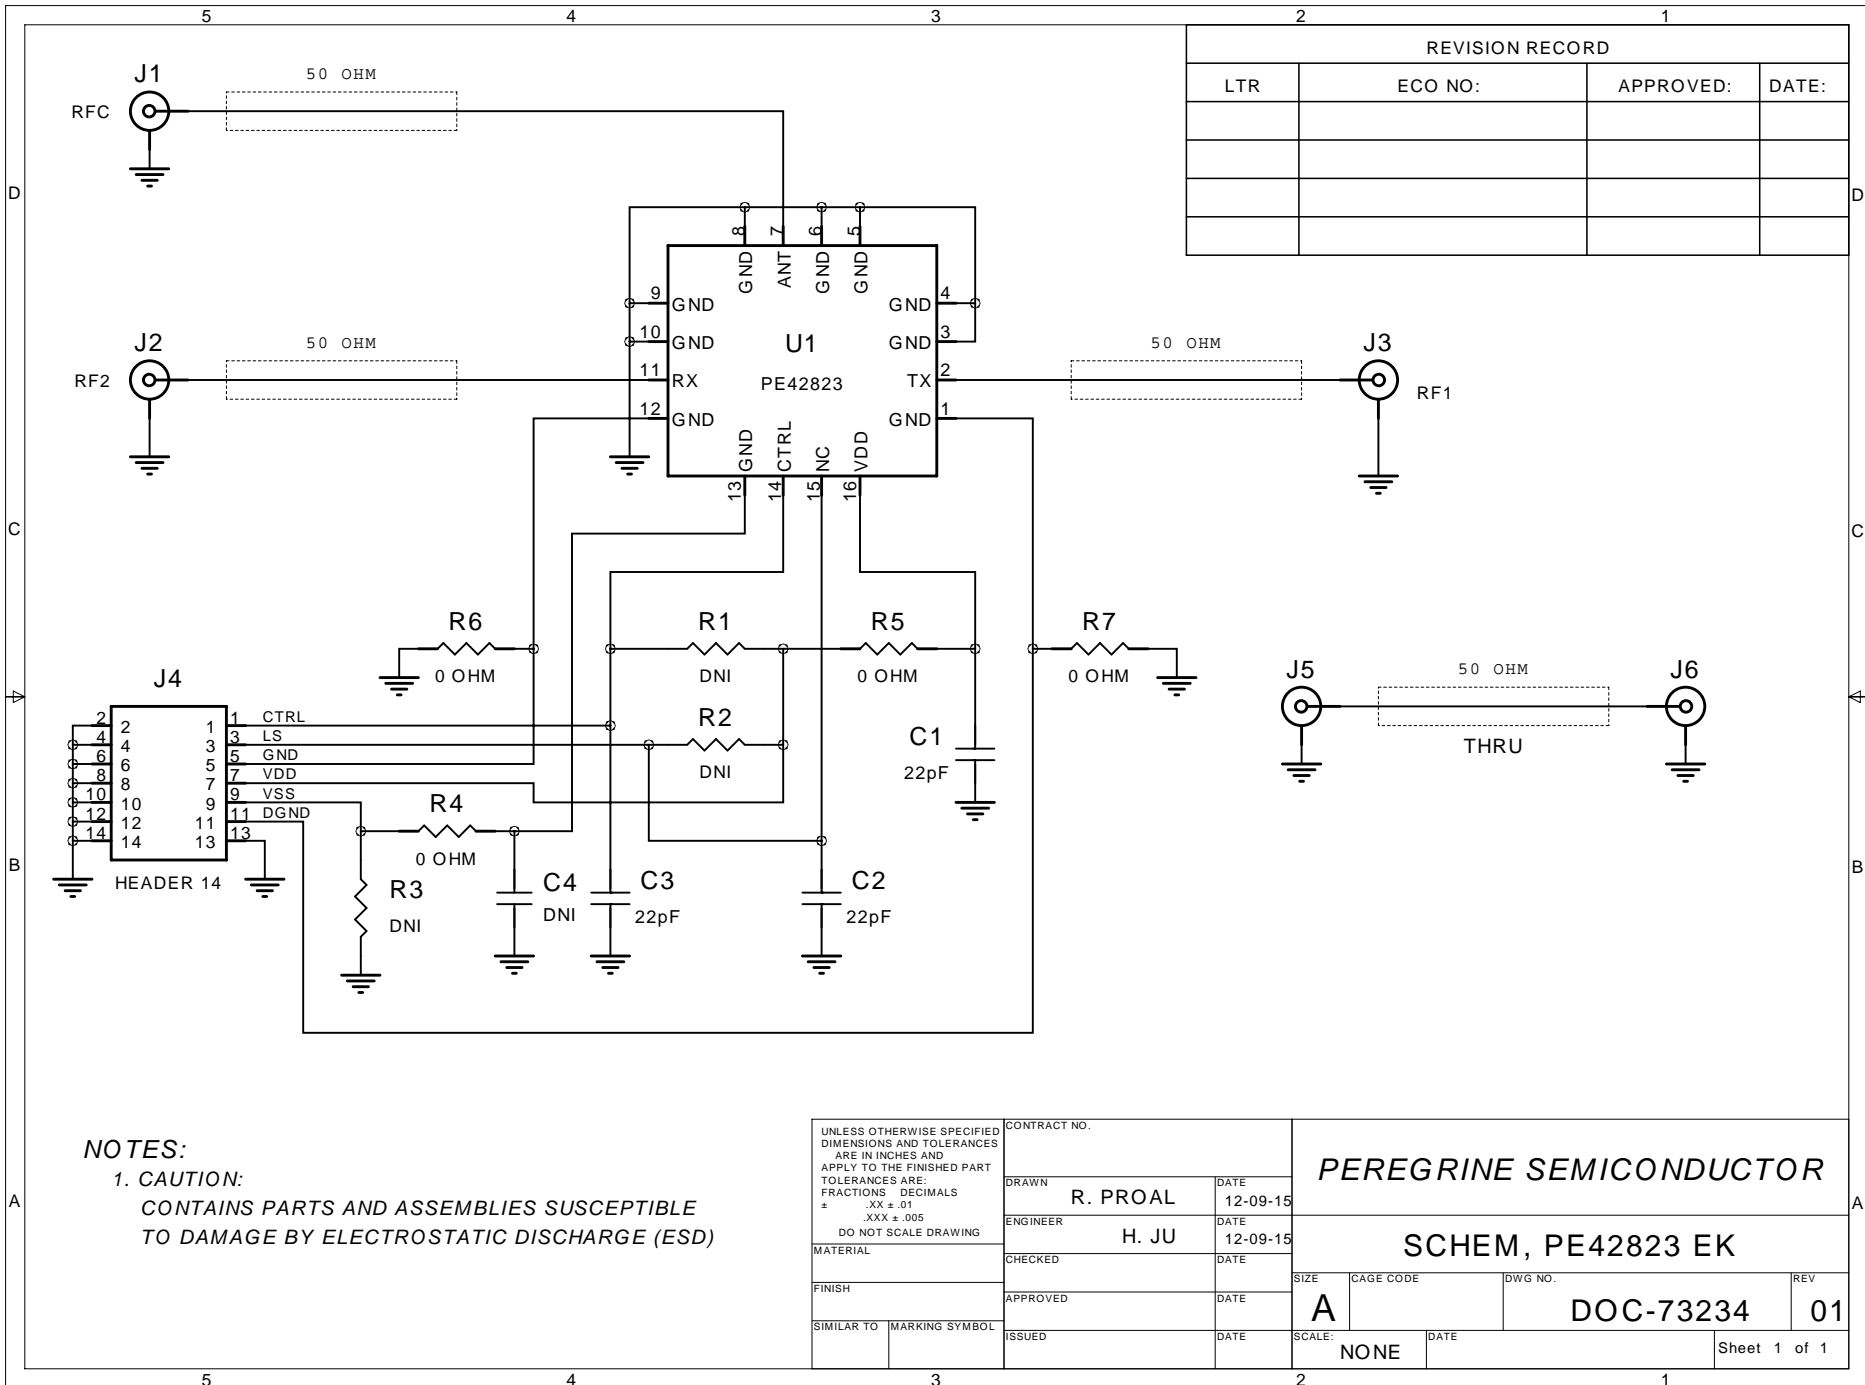 5 4 3 2 1
REVISION RECORD
LTR ECO NO: APPROVED: DATE:
J1
RFC
50 OHM
D D
8 7 6 5
GND ANT GND GND
9 GND
10 GND
11 RX
12 GND
U1
PE42823
GND 4
GND 3
TX 2
GND 1
GND CTRL NC VDD
13 14 15 16
J2
RF2
50 OHM
50 OHM
J3
RF1
C C
R6
0 OHM
R1
DNI
R5
0 OHM
R7
0 OHM
R2
DNI
C1
22pF
J5
50 OHM
J6
THRU
J4
2 2 1 1 CTRL
4 4 3 3 LS
6 6 5 5 GND
8 8 7 7 VDD
10 10 9 9 VSS
12 12 11 11 DGND
14 14 13 13
HEADER 14
R4
0 OHM
R3
DNI
C4
DNI
C3
22pF
C2
22pF
B B
NOTES:
1. CAUTION:
CONTAINS PARTS AND ASSEMBLIES SUSCEPTIBLE
TO DAMAGE BY ELECTROSTATIC DISCHARGE (ESD)
A A
UNLESS OTHERWISE SPECIFIED
DIMENSIONS AND TOLERANCES
ARE IN INCHES AND
APPLY TO THE FINISHED PART
TOLERANCES ARE:
FRACTIONS DECIMALS
± .XX ± .01
.XXX ± .005
DO NOT SCALE DRAWING
MATERIAL
FINISH
SIMILAR TO MARKING SYMBOL
CONTRACT NO.
DRAWN R. PROAL DATE 12-09-15
ENGINEER H. JU DATE 12-09-15
CHECKED DATE
APPROVED DATE
ISSUED DATE
PEREGRINE SEMICONDUCTOR
SCHEM, PE42823 EK
SIZE A CAGE CODE DWG NO. DOC-73234 REV 01
SCALE: NONE DATE Sheet 1 of 1
5 4 3 2 1